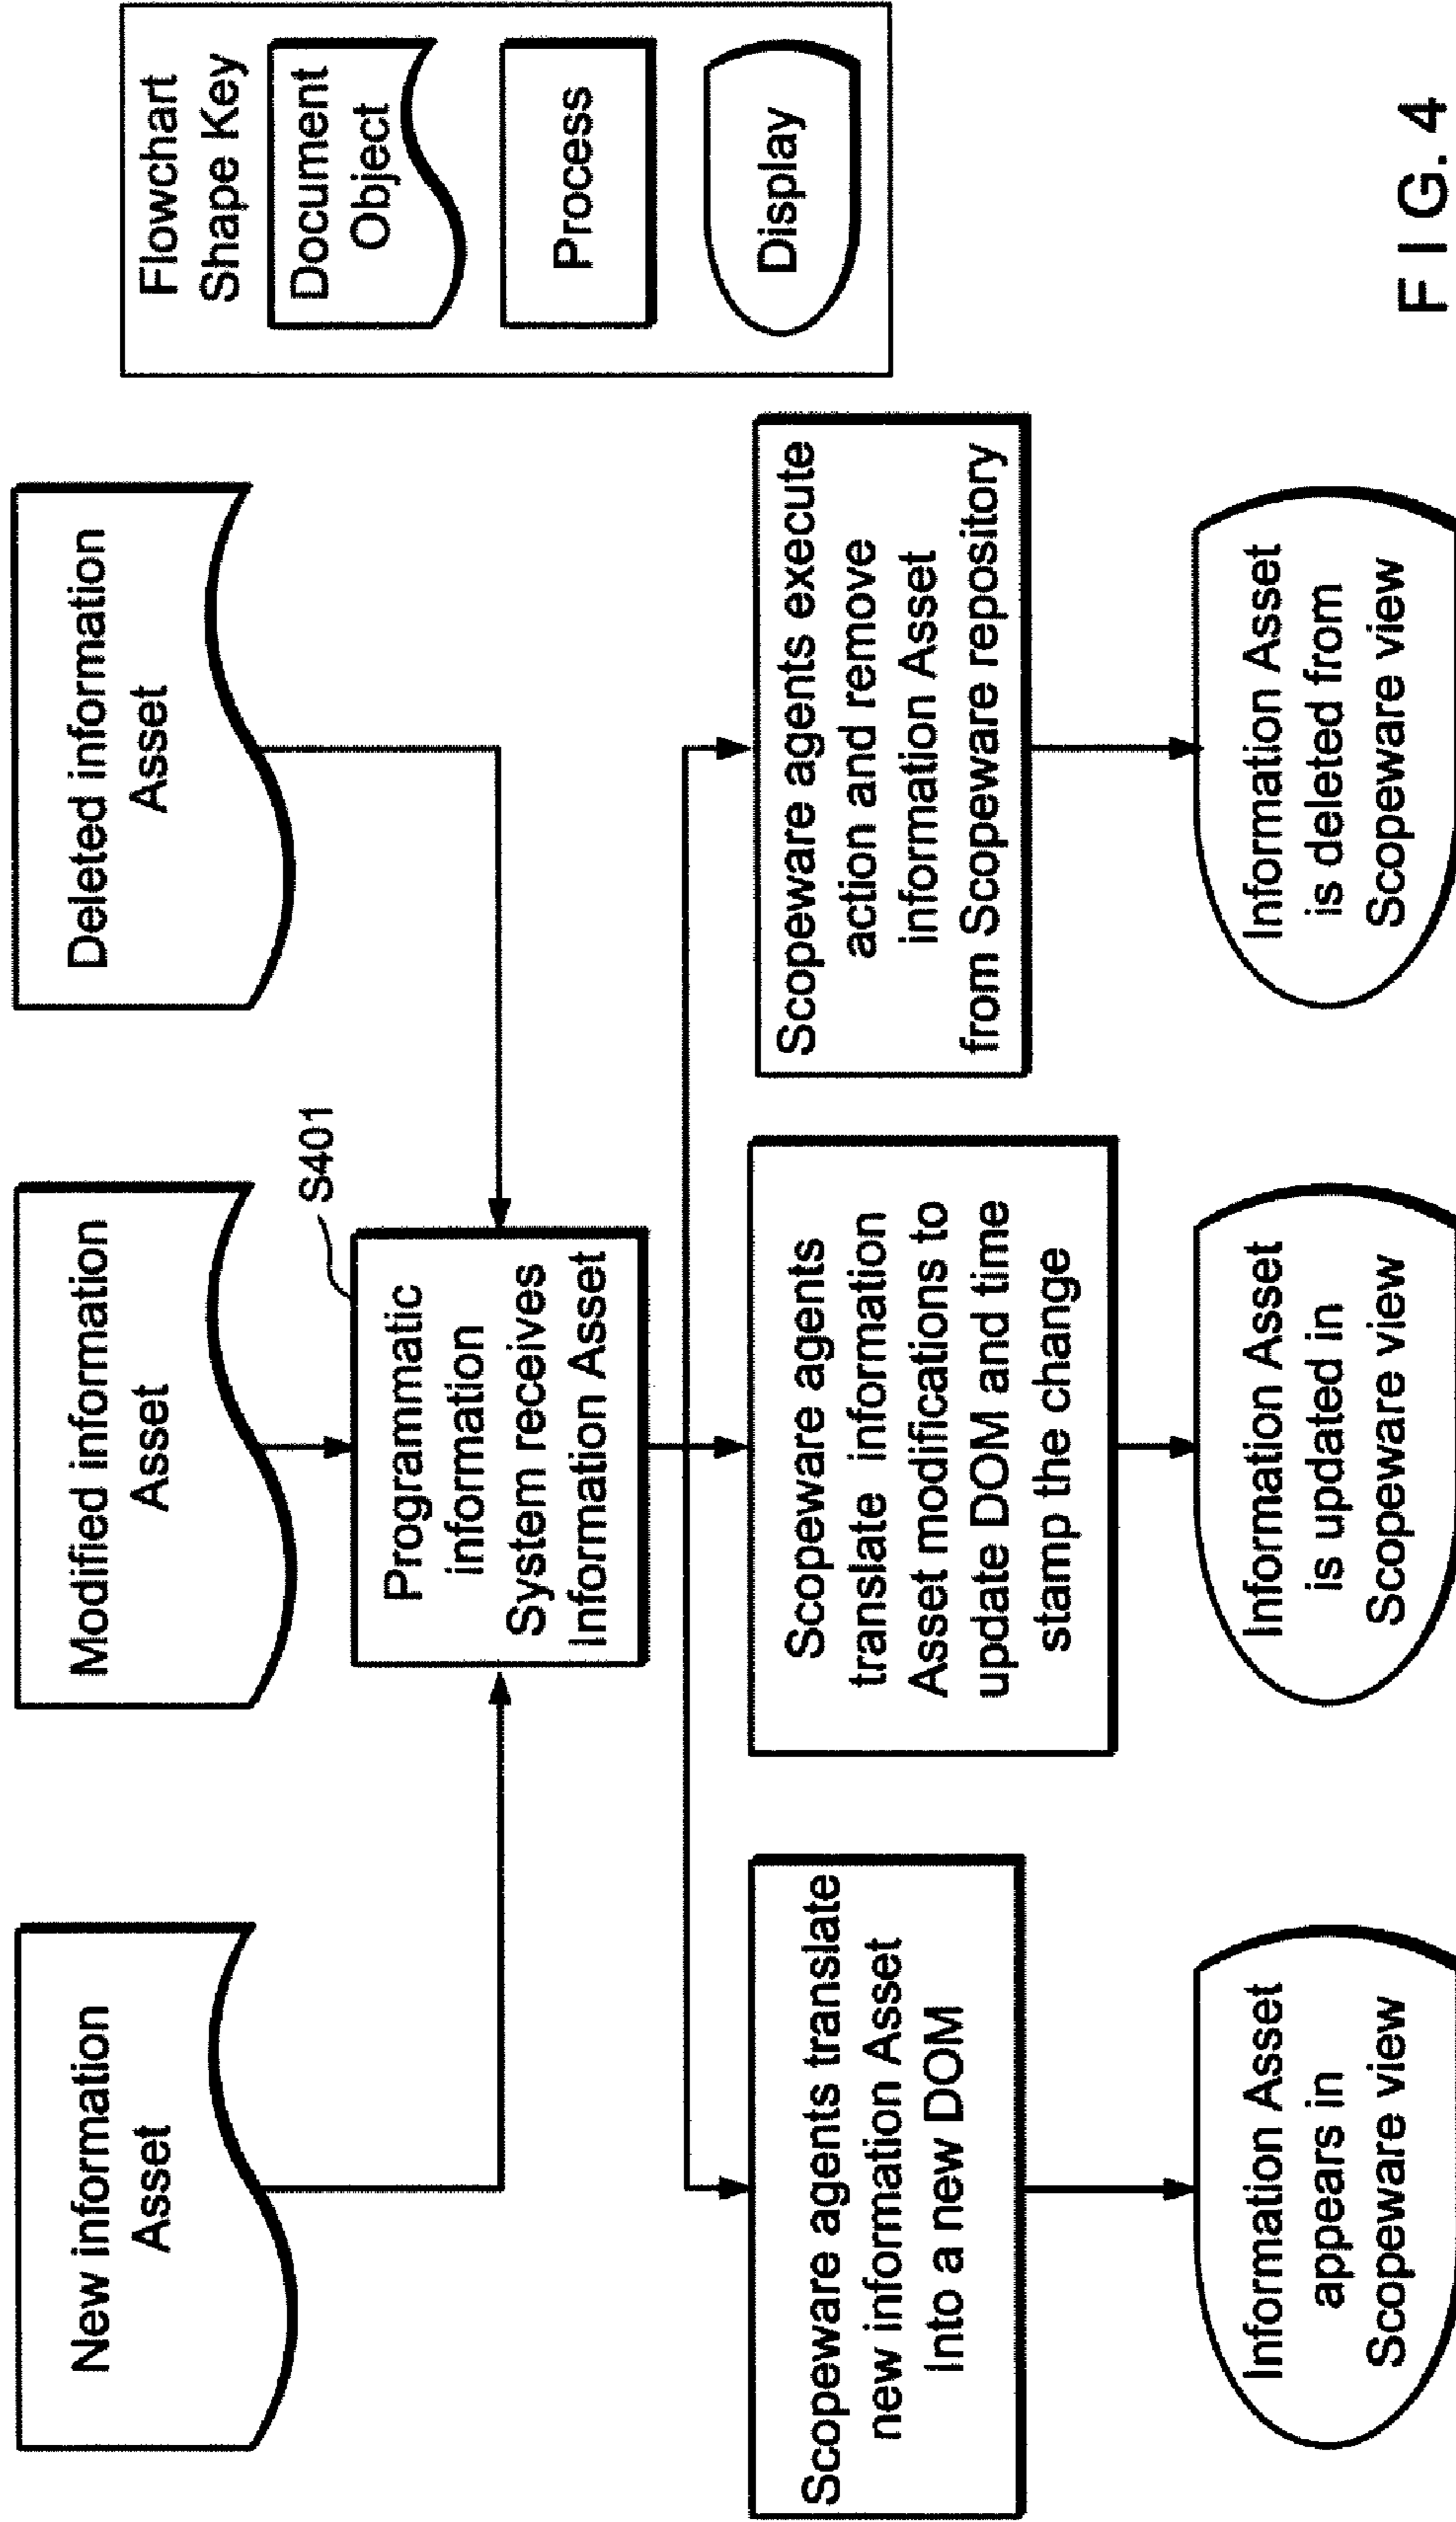 New information
Asset
Modified information
Asset
Deleted information
Asset
Flowchart
Shape Key
Document
Object
Process
Display
S401
Programmatic
information
System receives
Information Asset
Scopeware agents translate
new information Asset
Into a new DOM
Scopeware agents
translate information
Asset modifications to
update DOM and time
stamp the change
Scopeware agents execute
action and remove
information Asset
from Scopeware repository
Information Asset
appears in
Scopeware view
Information Asset
is updated in
Scopeware view
Information Asset
is deleted from
Scopeware view
FIG. 4